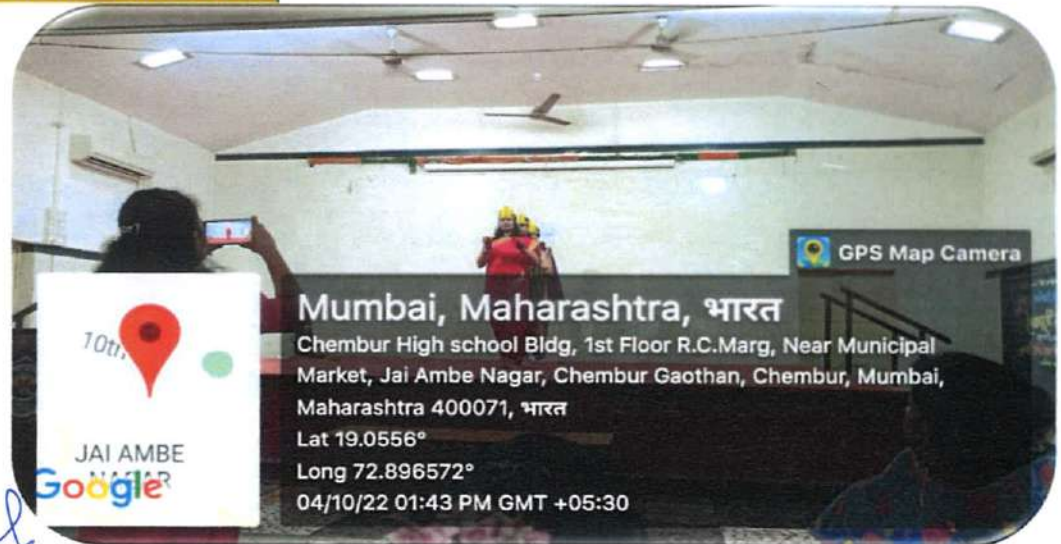 GPS Map Camera
Mumbai, Maharashtra, भारत
Chembur High school Bldg, 1st Floor R.C.Marg, Near Municipal
Market, Jai Ambe Nagar, Chembur Gaothan, Chembur, Mumbai,
Maharashtra 400071, भारत
Lat 19.0556°
Long 72.896572°
04/10/22 01:43 PM GMT +05:30
10th
JAI AMBE
NAGAR
Google